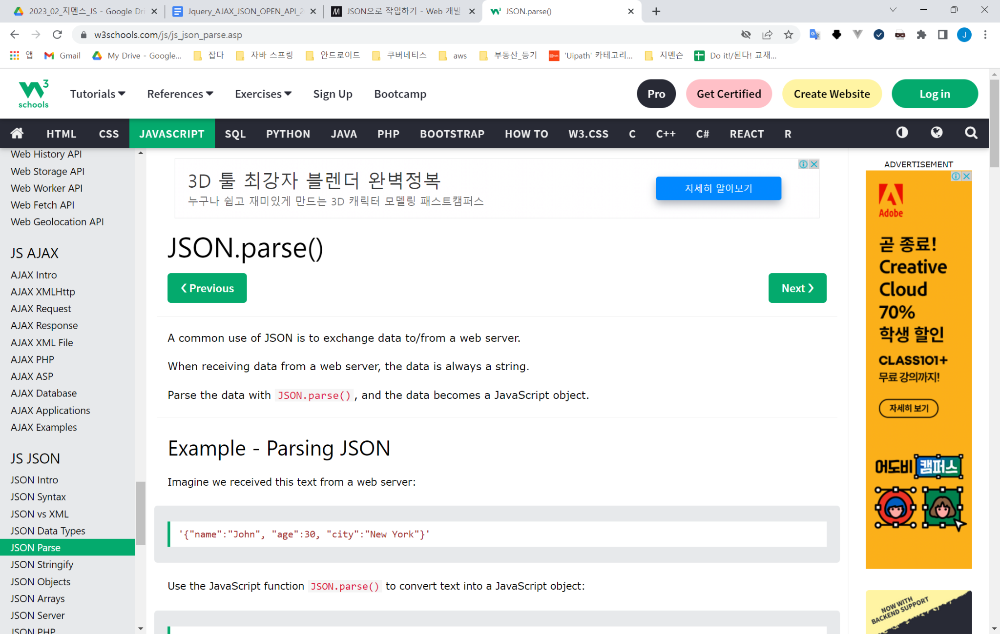 2023_02_지멘스_JS - Google Dri
Jquery_AJAX_JSON_OPEN_API_2
JSON으로 작업하기 - Web 개발
JSON.parse()
w3schools.com/js/js_json_parse.asp
J
앱
Gmail
My Drive - Google...
잡다
자바 스프링
안드로이드
쿠버네티스
aws
부동산_등기
'Uipath' 카테고리...
지멘슨
Do it!/된다! 교재...
W3 schools
Tutorials
References
Exercises
Sign Up
Bootcamp
Pro
Get Certified
Create Website
Log in
HTML
CSS
JAVASCRIPT
SQL
PYTHON
JAVA
PHP
BOOTSTRAP
HOW TO
W3.CSS
C
C++
C#
REACT
R
Web History API
Web Storage API
Web Worker API
Web Fetch API
Web Geolocation API
JS AJAX
AJAX Intro
AJAX XMLHttp
AJAX Request
AJAX Response
AJAX XML File
AJAX PHP
AJAX ASP
AJAX Database
AJAX Applications
AJAX Examples
JS JSON
JSON Intro
JSON Syntax
JSON vs XML
JSON Data Types
JSON Parse
JSON Stringify
JSON Objects
JSON Arrays
JSON Server
JSON PHP
3D 툴 최강자 블렌더 완벽정복
누구나 쉽고 재미있게 만드는 3D 캐릭터 모델링 패스트캠퍼스
자세히 알아보기
JSON.parse()
❮ Previous
Next ❯
A common use of JSON is to exchange data to/from a web server.
When receiving data from a web server, the data is always a string.
Parse the data with JSON.parse(), and the data becomes a JavaScript object.
Example - Parsing JSON
Imagine we received this text from a web server:
'{"name":"John", "age":30, "city":"New York"}'
Use the JavaScript function JSON.parse() to convert text into a JavaScript object:
ADVERTISEMENT
Adobe
곧 종료!
Creative
Cloud
70%
학생 할인
CLASS101+
무료 강의까지!
자세히 보기
어도비 캠퍼스
NOW WITH
BACKEND SUPPORT